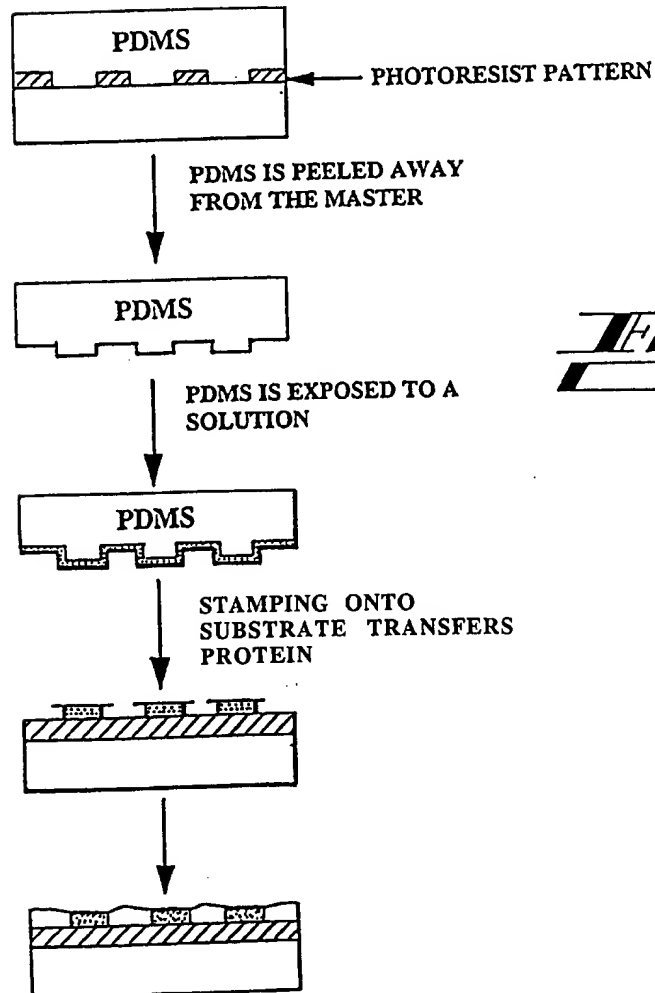 PDMS
PHOTORESIST PATTERN
PDMS IS PEELED AWAY
FROM THE MASTER
PDMS
PDMS IS EXPOSED TO A
SOLUTION
PDMS
STAMPING ONTO
SUBSTRATE TRANSFERS
PROTEIN